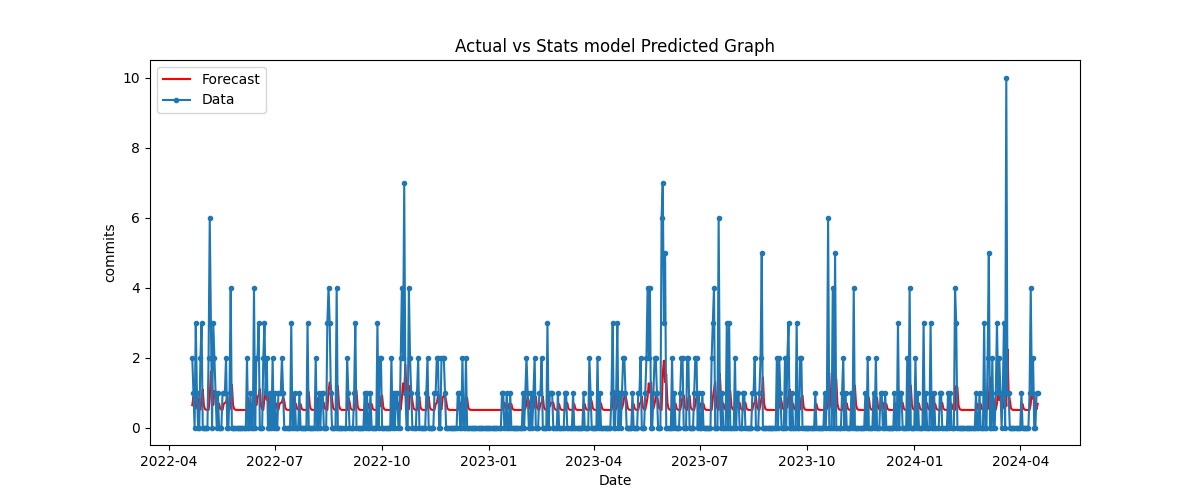 Actual vs Stats model Predicted Graph
Forecast
Data
10
8
6
4
2
0
commits
2022-04 2022-07 2022-10 2023-01 2023-04 2023-07 2023-10 2024-01 2024-04
Date